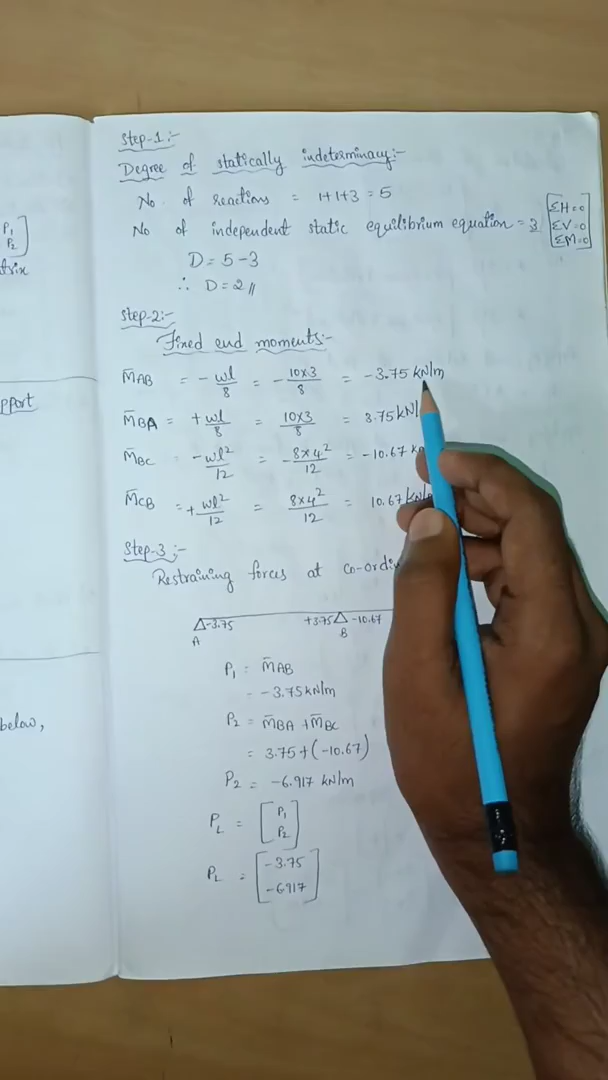 P1
P2
trix
pport
below,
Step-1:-
Degree of statically indeterminacy:-
No. of reactions = 1+1+3 = 5
No of independent static equilibrium equation = 3 [ΣH=0 ΣV=0 ΣM=0]
D = 5-3
∴ D = 2//
Step-2:-
Fixed end moments:-
M̄AB = -wl/8 = -10×3/8 = -3.75 kN/m
M̄BA = +wl/8 = 10×3/8 = 3.75 kN/
M̄BC = -wl²/12 = -8×4²/12 = -10.67
M̄CB = +wl²/12 = 8×4²/12 = 10.67 kN/
Step-3:-
Restraining forces at co-ordi
-3.75 +3.75 -10.67
A B
P1 = M̄AB
= -3.75 kN/m
P2 = M̄BA + M̄BC
= 3.75+(-10.67)
P2 = -6.917 kN/m
PL = [P1 P2]
PL = [-3.75 -6917]